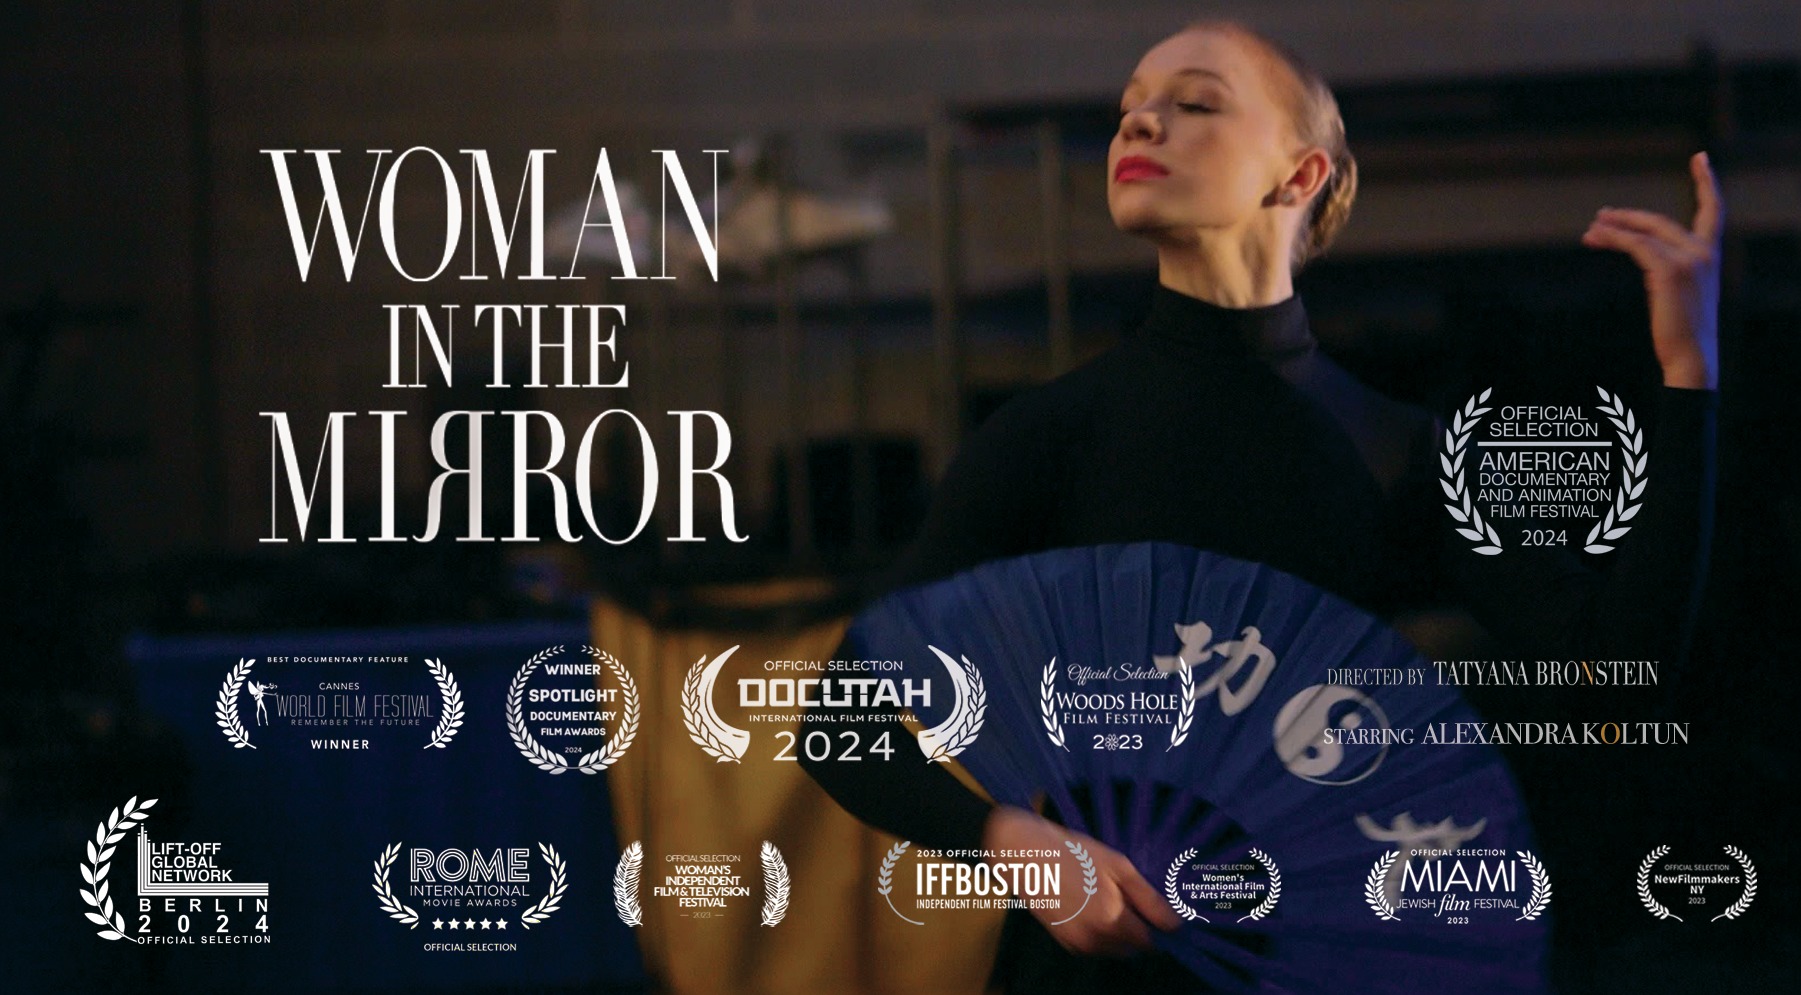 WOMAN
IN THE
MIRROR
OFFICIAL
SELECTION
AMERICAN
DOCUMENTARY
AND ANIMATION
FILM FESTIVAL
2024
BEST DOCUMENTARY FEATURE
CANNES
WORLD FILM FESTIVAL
REMEMBER THE FUTURE
WINNER
WINNER
SPOTLIGHT
DOCUMENTARY
FILM AWARDS
2024
OFFICIAL SELECTION
DOCUTAH
INTERNATIONAL FILM FESTIVAL
2024
Official Selection
WOODS HOLE
FILM FESTIVAL
2023
功
DIRECTED BY TATYANA BRONSTEIN
STARRING ALEXANDRA KOLTUN
LIFT-OFF
GLOBAL
NETWORK
BERLIN
2024
OFFICIAL SELECTION
ROME
INTERNATIONAL
MOVIE AWARDS
OFFICIAL SELECTION
OFFICIAL SELECTION
WOMAN'S
INDEPENDENT
FILM & TELEVISION
FESTIVAL
— 2023 —
2023 OFFICIAL SELECTION
IFFBOSTON
INDEPENDENT FILM FESTIVAL BOSTON
OFFICIAL SELECTION
Women's
International Film
& Arts Festival
2023
OFFICIAL SELECTION
MIAMI
JEWISH film FESTIVAL
2023
OFFICIAL SELECTION
NewFilmmakers
NY
2023